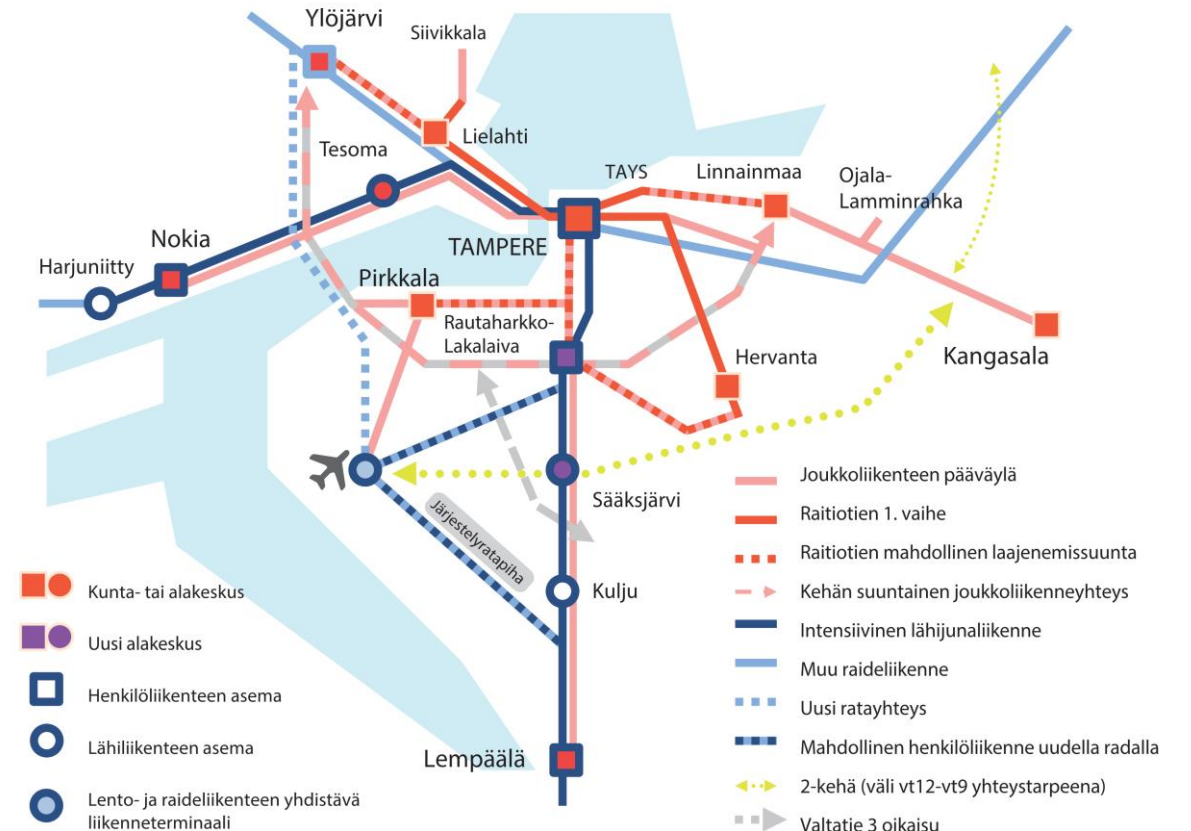 Ylöjärvi
Siivikkala
Lielahti
Tesoma
TAYS
Linnainmaa
Ojala-
Lamminrahka
Nokia
TAMPERE
Harjuniitty
Pirkkala
Rautaharkko-
Lakalaiva
Hervanta
Kangasala
Sääksjärvi
Järjestelyratapiha
Kulju
Lempäälä
Kunta- tai alakeskus
Uusi alakeskus
Henkilöliikenteen asema
Lähiliikenteen asema
Lento- ja raideliikenteen yhdistävä
liikenneterminaali
Joukkoliikenteen pääväylä
Raitiotien 1. vaihe
Raitiotien mahdollinen laajenemissuunta
Kehän suuntainen joukkoliikenneyhteys
Intensiivinen lähijunaliikenne
Muu raideliikenne
Uusi ratayhteys
Mahdollinen henkilöliikenne uudella radalla
2-kehä (väli vt12-vt9 yhteystarpeena)
Valtatie 3 oikaisu